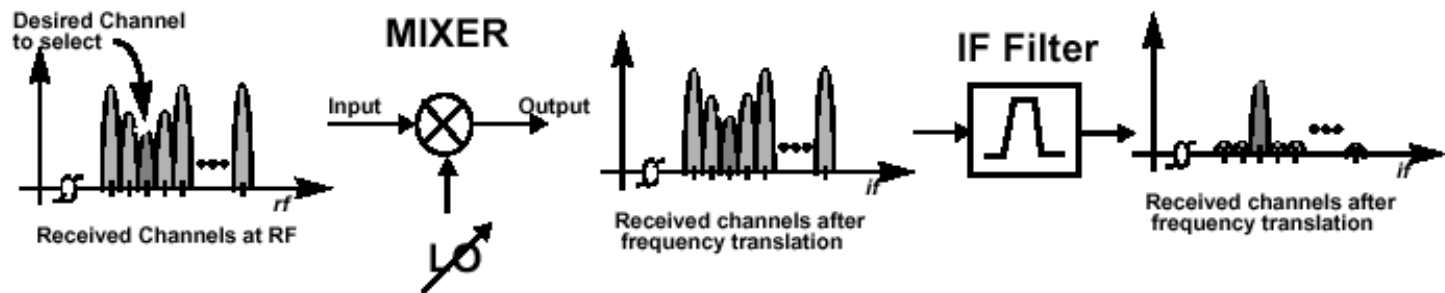 Desired Channel
to select
rf
Received Channels at RF
MIXER
Input
Output
LO
if
Received channels after
frequency translation
IF Filter
if
Received channels after
frequency translation